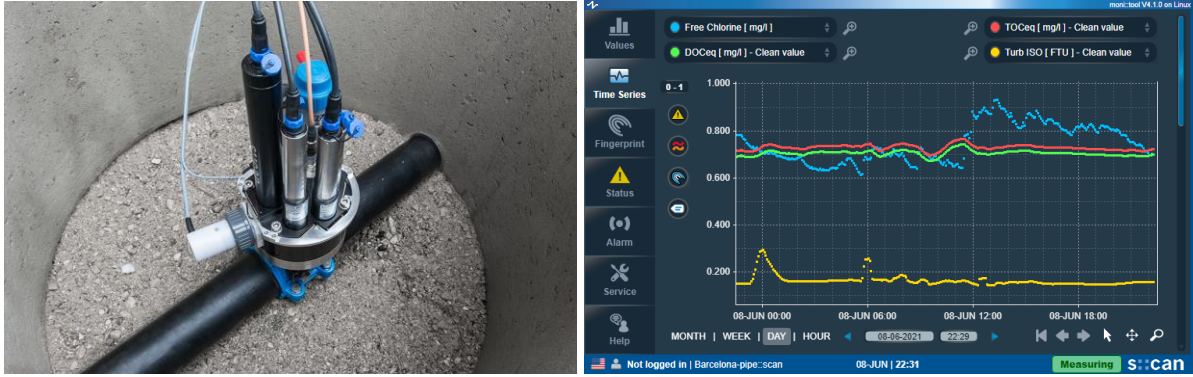 moni::tool V4.1.0 on Linux
Values
Time Series
Fingerprint
Status
Alarm
Service
Help
Free Chlorine [ mg/l ]
TOCeq [ mg/l ] - Clean value
DOCeq [ mg/l ] - Clean value
Turb ISO [ FTU ] - Clean value
0 - 1
1.000
0.800
0.600
0.400
0.200
08-JUN 00:00
08-JUN 06:00
08-JUN 12:00
08-JUN 18:00
MONTH | WEEK | DAY | HOUR
08-06-2021
22:29
Not logged in | Barcelona-pipe::scan
08-JUN | 22:31
Measuring
s::can